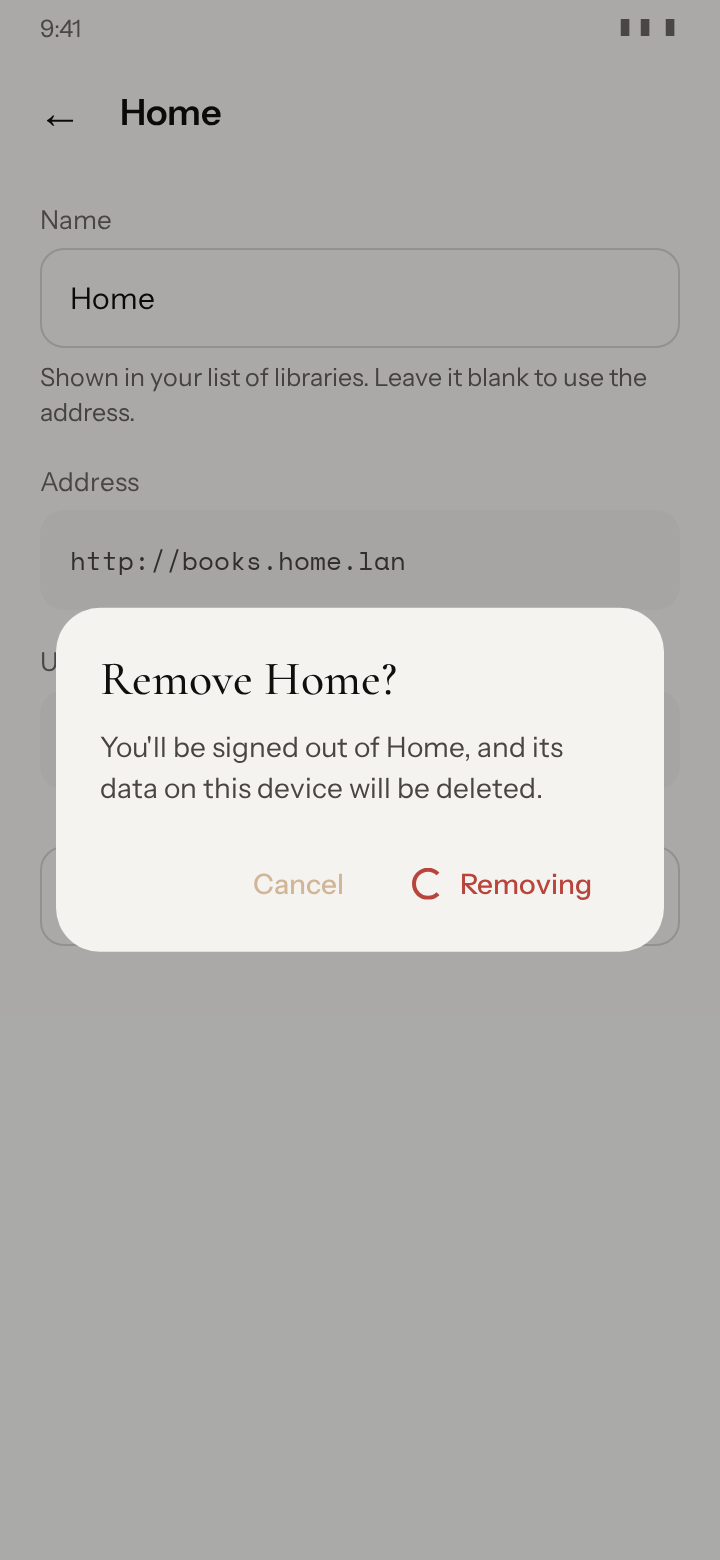 9:41
← Home
Name
Home
Shown in your list of libraries. Leave it blank to use the
address.
Address
http://books.home.lan
Remove Home?
You'll be signed out of Home, and its
data on this device will be deleted.
Cancel
Removing